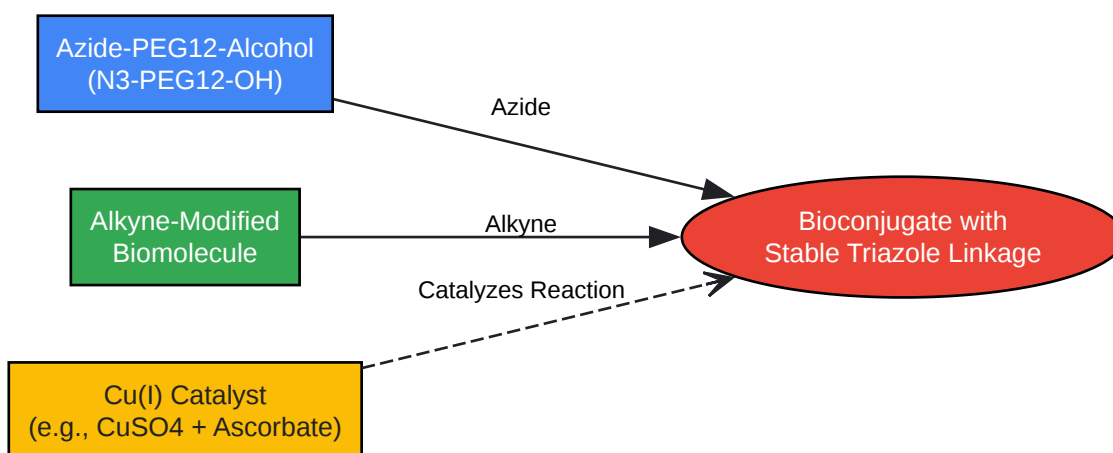 Azide-PEG12-Alcohol
(N3-PEG12-OH)
Azide
Alkyne-Modified
Biomolecule
Alkyne
Bioconjugate with
Stable Triazole Linkage
Catalyzes Reaction
Cu(I) Catalyst
(e.g., CuSO4 + Ascorbate)